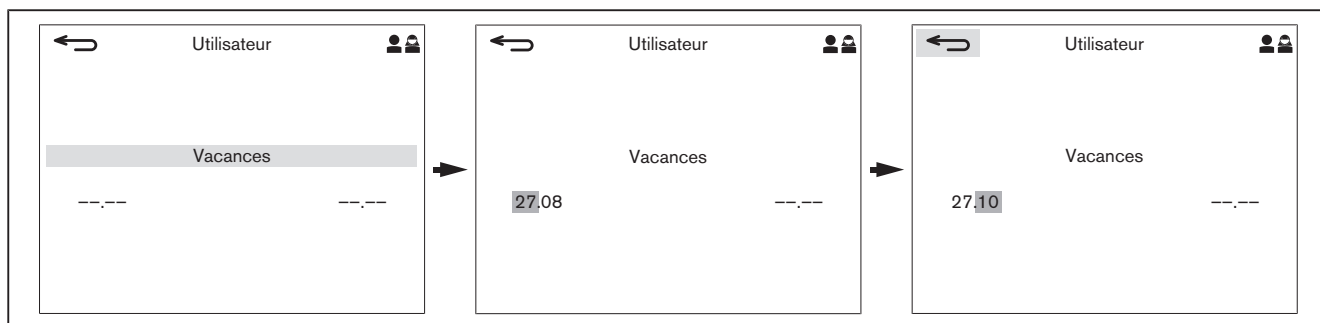 Utilisateur
Vacances
--.-- --.--
Utilisateur
Vacances
27.08 --.--
Utilisateur
Vacances
27.10 --.--